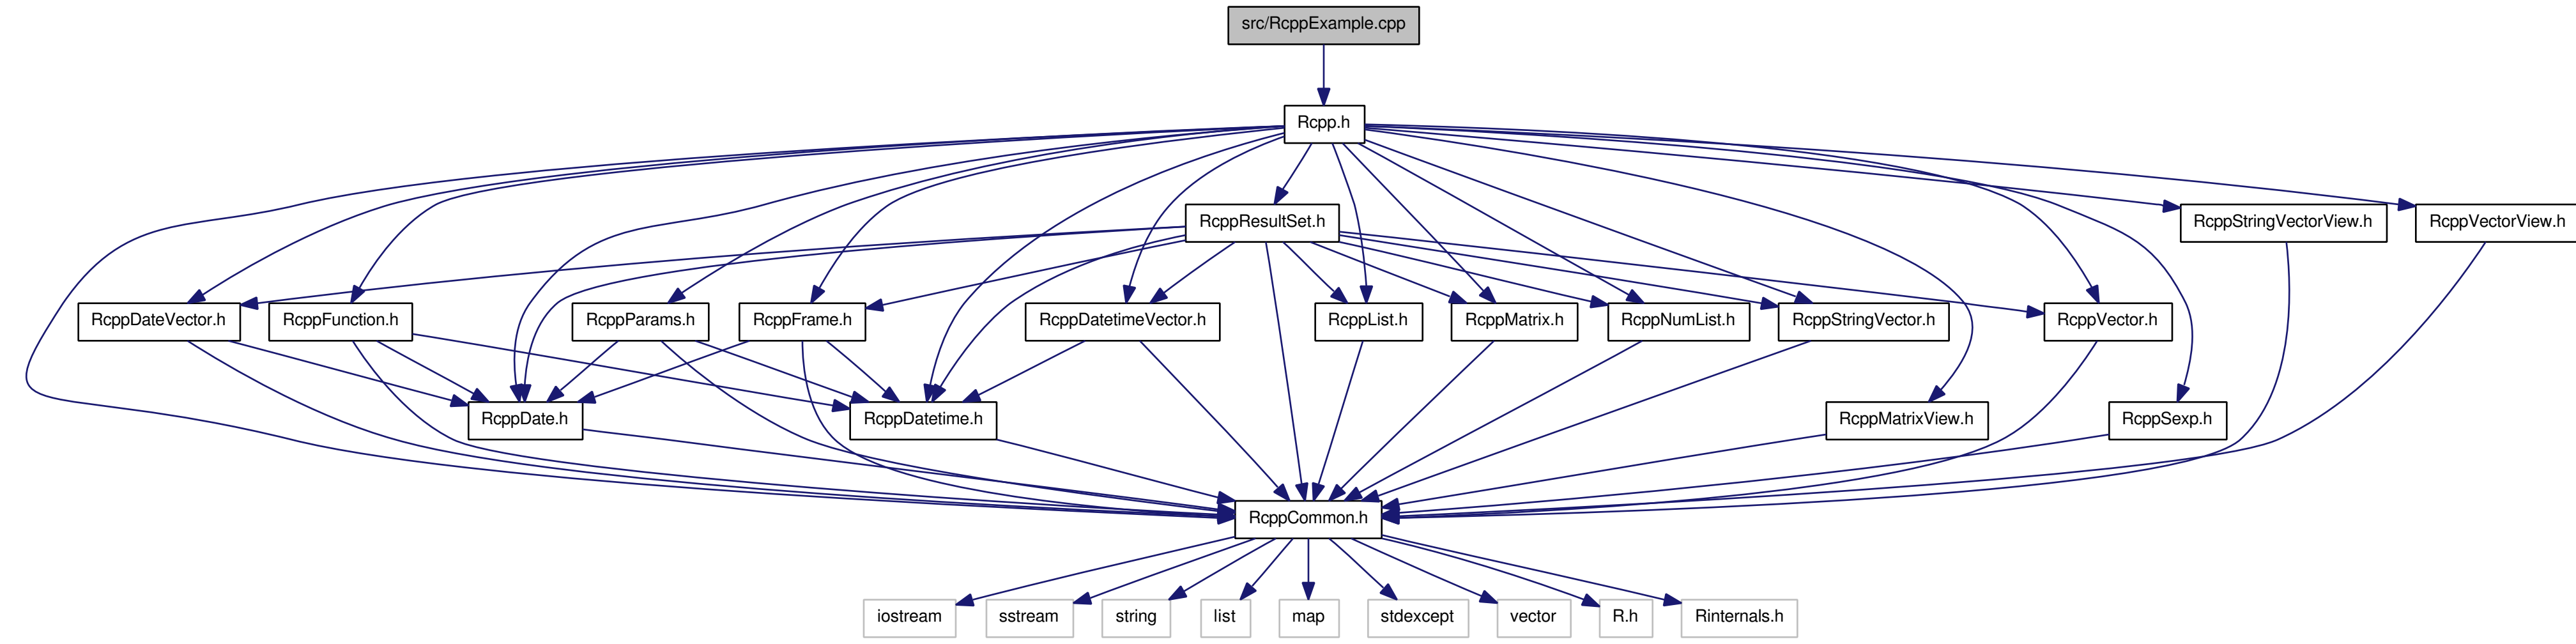 src/RcppExample.cpp
Rcpp.h
RcppResultSet.h
RcppStringVectorView.h
RcppVectorView.h
RcppDateVector.h
RcppFunction.h
RcppParams.h
RcppFrame.h
RcppDatetimeVector.h
RcppList.h
RcppMatrix.h
RcppNumList.h
RcppStringVector.h
RcppVector.h
RcppDate.h
RcppDatetime.h
RcppMatrixView.h
RcppSexp.h
RcppCommon.h
iostream
sstream
string
list
map
stdexcept
vector
R.h
Rinternals.h